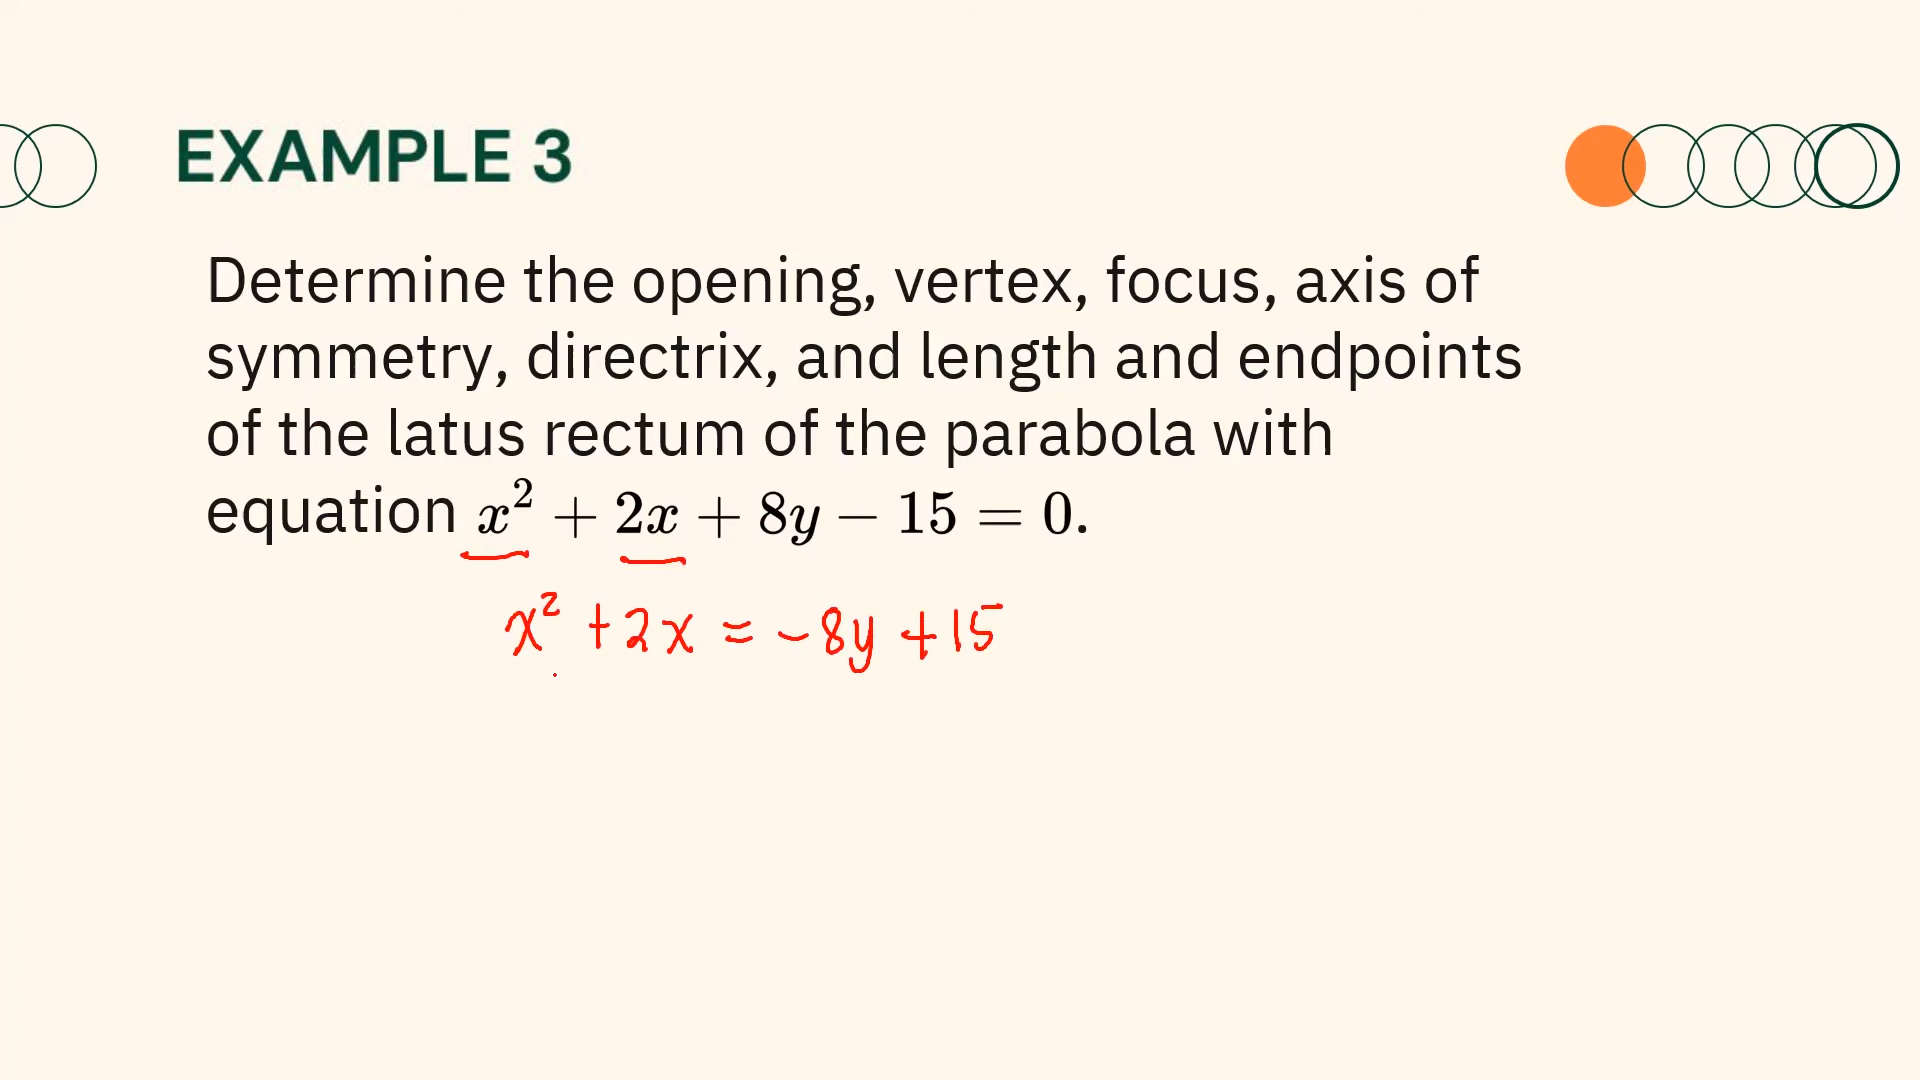 EXAMPLE 3
Determine the opening, vertex, focus, axis of
symmetry, directrix, and length and endpoints
of the latus rectum of the parabola with
equation x² + 2x + 8y − 15 = 0.
x² + 2x = -8y + 15